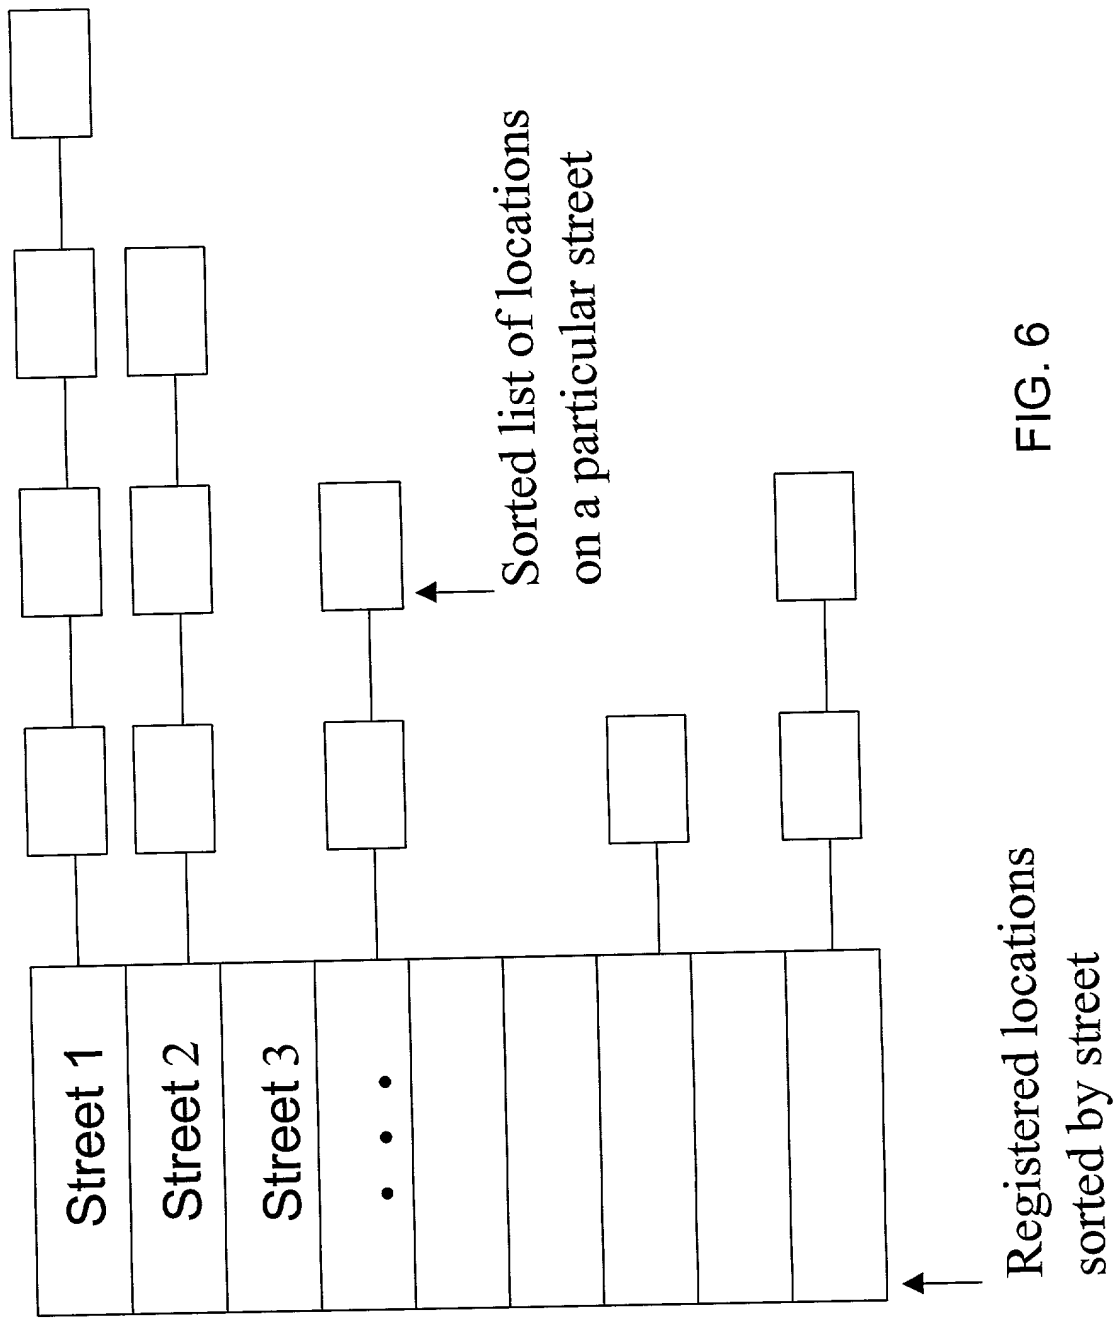 Street 1
Street 2
Street 3
• • •
Sorted list of locations
on a particular street
Registered locations
sorted by street
FIG. 6